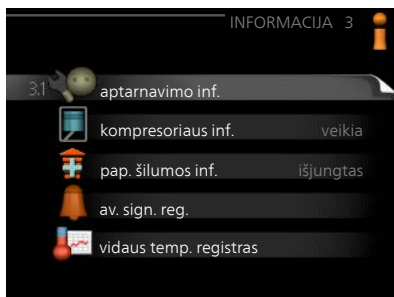 INFORMACIJA 3
3.1 aptarnavimo inf.
kompresoriaus inf. veikia
pap. šilumos inf. išjungtas
av. sign. reg.
vidaus temp. registras